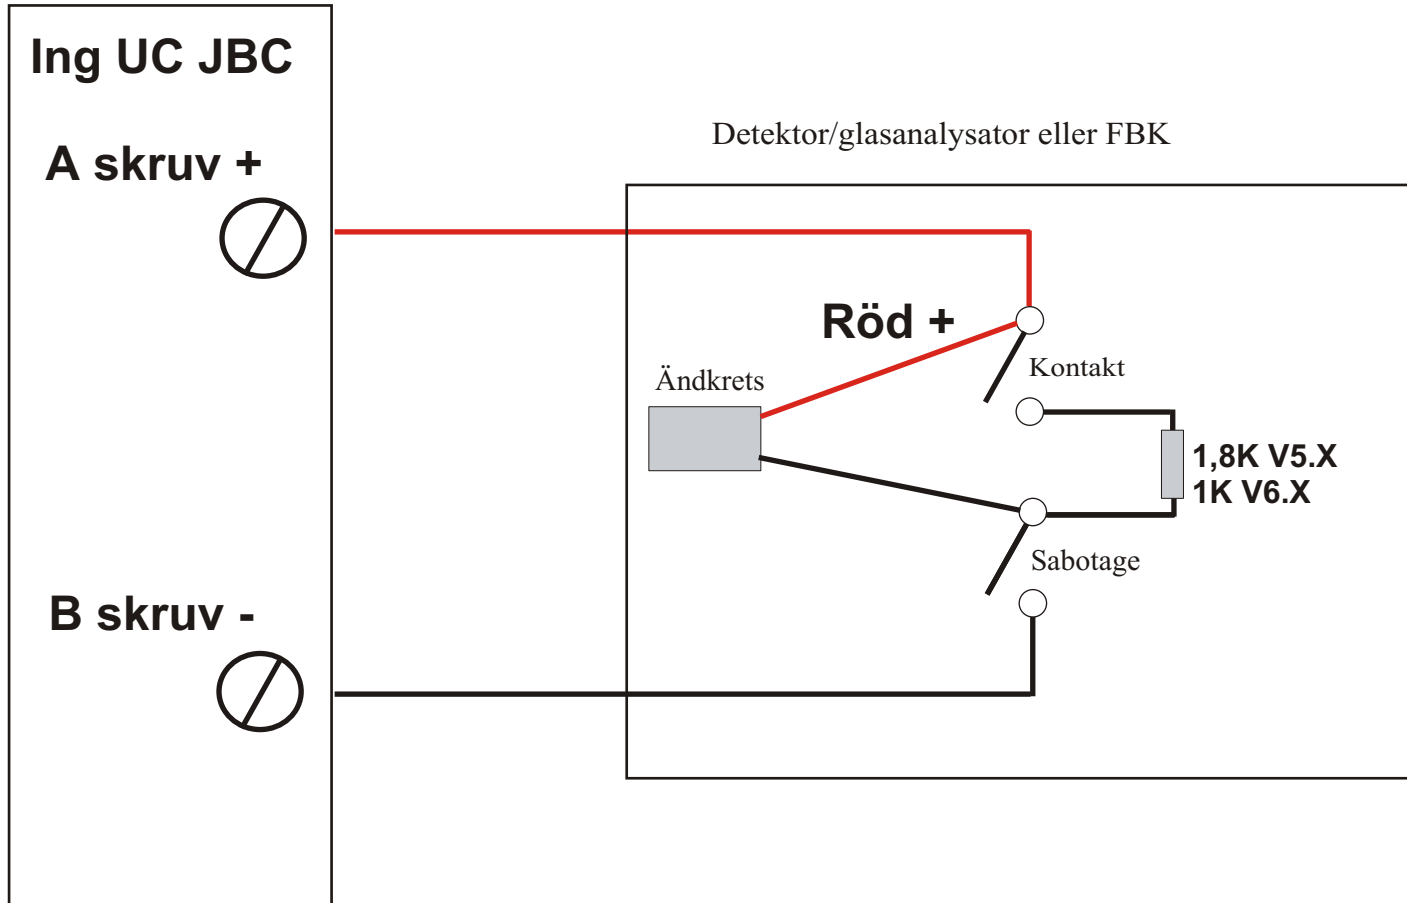 Ing UC JBC
Detektor/glasanalysator eller FBK
A skruv +
Röd +
Kontakt
Ändkrets
1,8K V5.X
1K V6.X
Sabotage
B skruv -